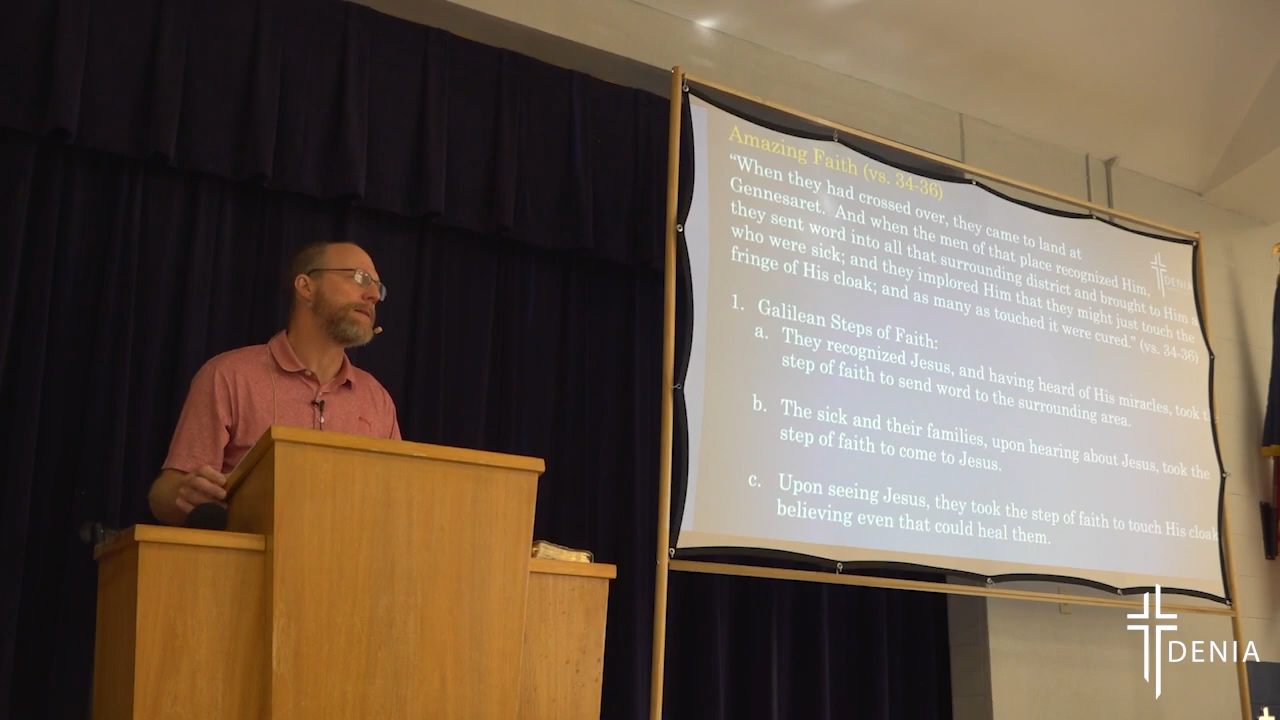 Amazing Faith (vs. 34-36)
“When they had crossed over, they came to land at
Gennesaret. And when the men of that place recognized Him,
they sent word into all that surrounding district and brought to Him
who were sick; and they implored Him that they might just touch the
fringe of His cloak; and as many as touched it were cured.” (vs. 34-36)
1. Galilean Steps of Faith:
a. They recognized Jesus, and having heard of His miracles, took
step of faith to send word to the surrounding area.
b. The sick and their families, upon hearing about Jesus, took the
step of faith to come to Jesus.
c. Upon seeing Jesus, they took the step of faith to touch His cloak
believing even that could heal them.
DENIA
DENIA